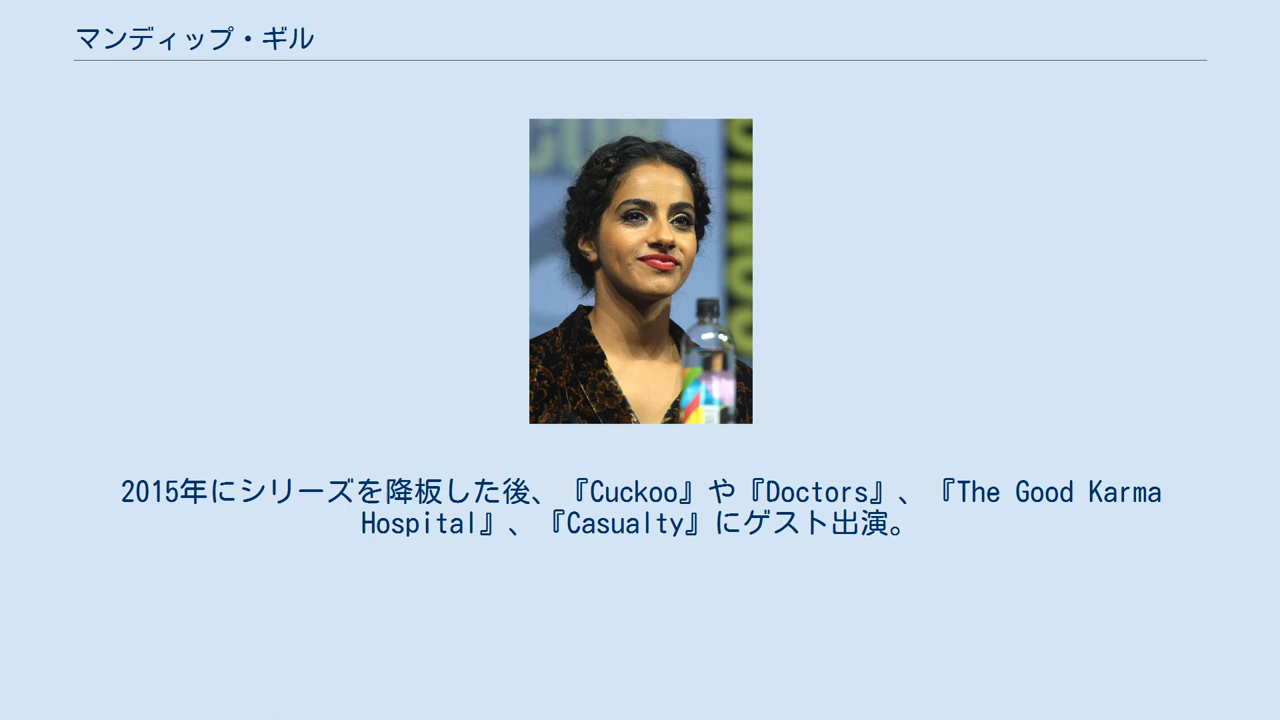 マンディップ・ギル
2015年にシリーズを降板した後、『Cuckoo』や『Doctors』、『The Good Karma
Hospital』、『Casualty』にゲスト出演。